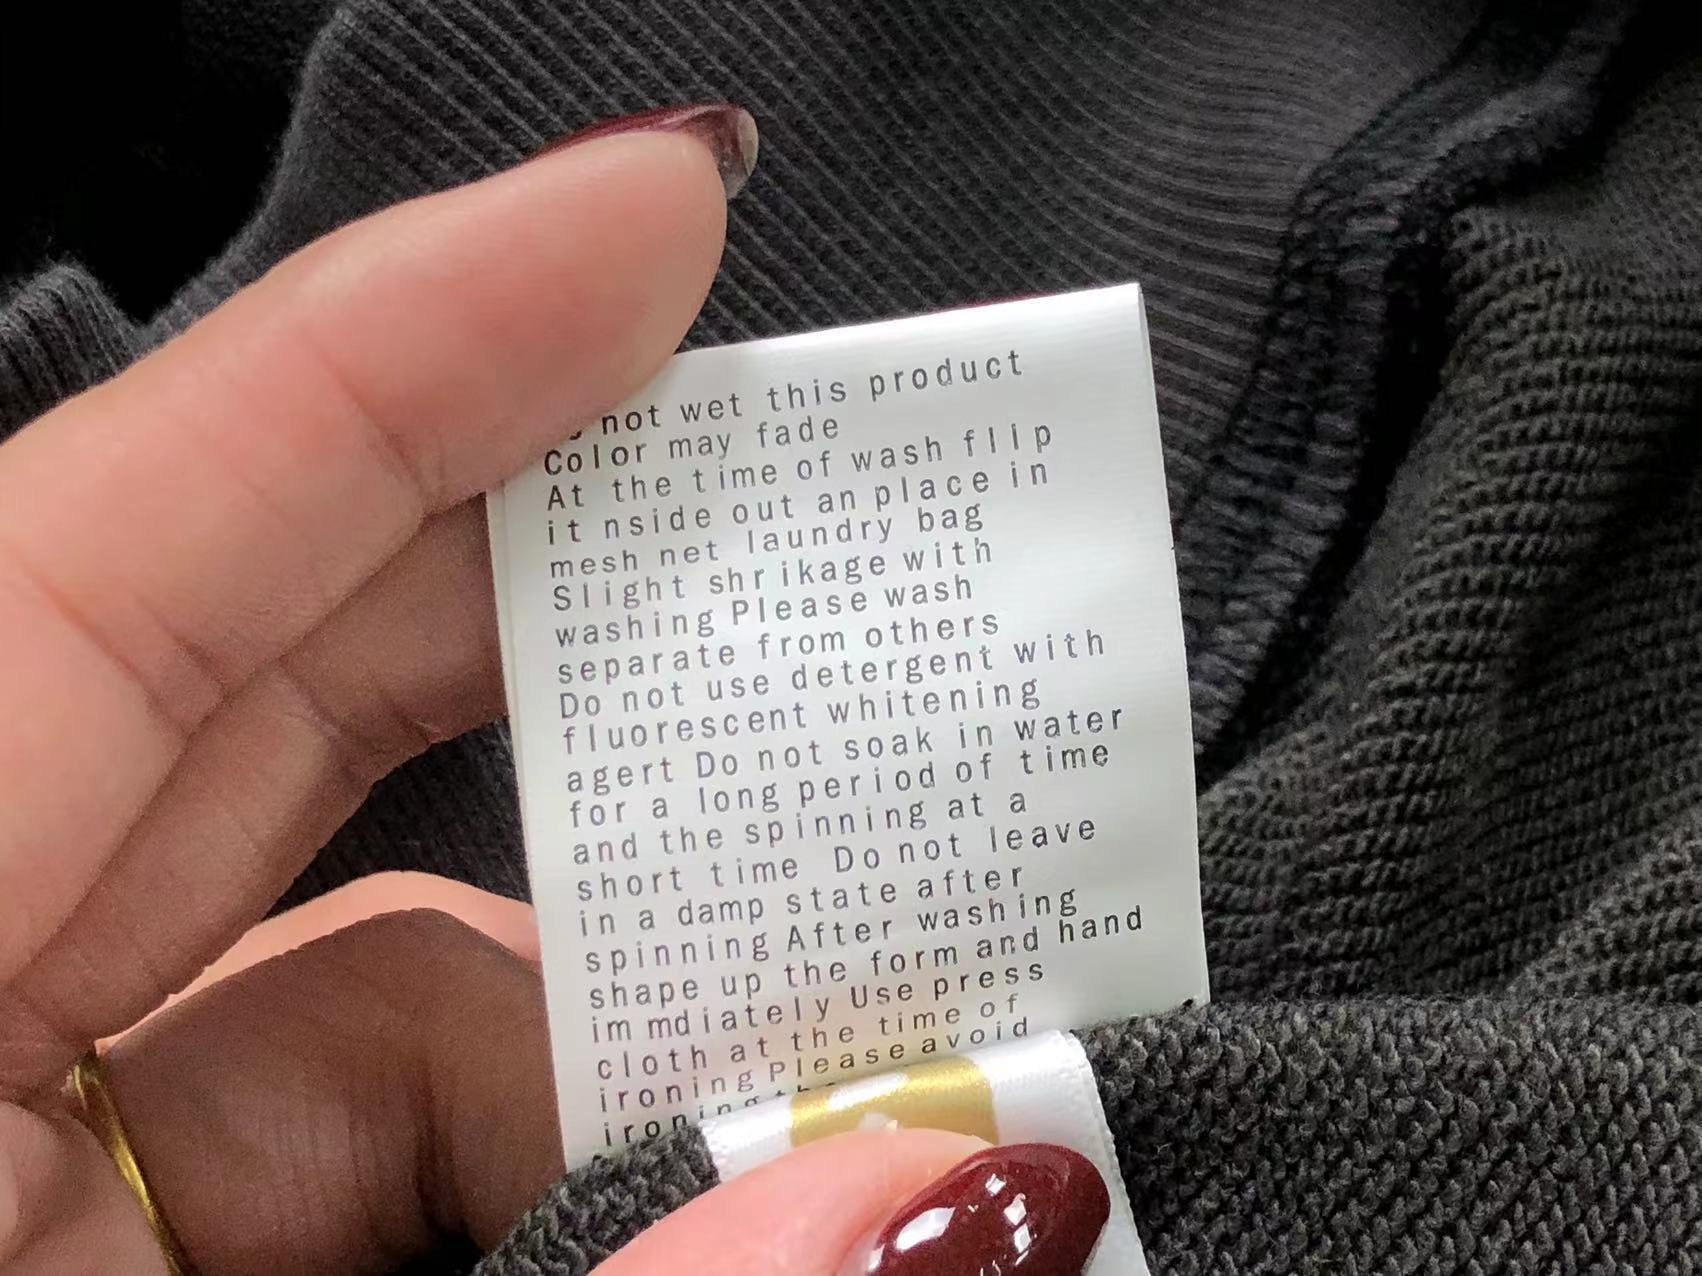 not wet this product
Color may fade
At the time of wash flip
it nside out an place in
mesh net laundry bag
Slight shrikage with
washing Please wash
separate from others
Do not use detergent with
fluorescent whitening
agert Do not soak in water
for a long period of time
and the spinning at a
short time Do not leave
in a damp state after
spinning After washing
shape up the form and hand
immdiately Use press
cloth at the time of
ironing Please avoid